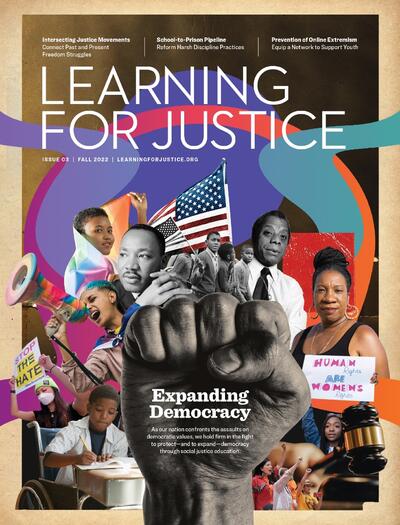 Intersecting Justice Movements
Connect Past and Present
Freedom Struggles
School-to-Prison Pipeline
Reform Harsh Discipline Practices
Prevention of Online Extremism
Equip a Network to Support Youth
LEARNING
FOR JUSTICE
ISSUE 03 | FALL 2022 | LEARNINGFORJUSTICE.ORG
STOP
THE
HATE
HUMAN
Rights
ARE
WOMENS
Rights
Expanding
Democracy
As our nation confronts the assaults on
democratic values, we hold firm in the fight
to protect—and to expand—democracy
through social justice education.